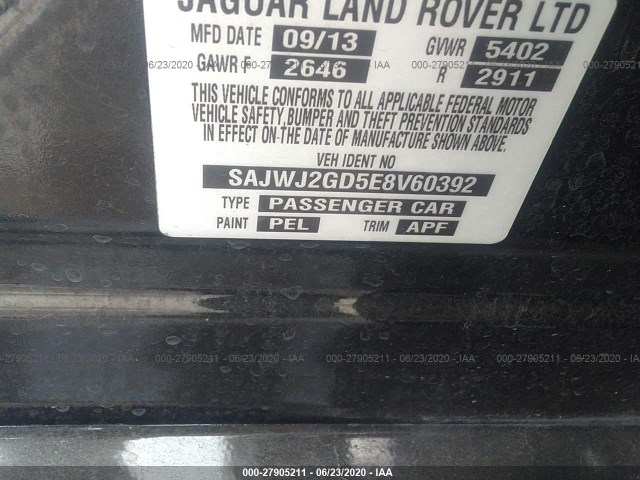 JAGUAR LAND ROVER LTD
MFD DATE 09/13 GVWR 5402
GAWR F 2646 R 2911
THIS VEHICLE CONFORMS TO ALL APPLICABLE FEDERAL MOTOR
VEHICLE SAFETY, BUMPER AND THEFT PREVENTION STANDARDS
IN EFFECT ON THE DATE OF MANUFACTURE SHOWN ABOVE.
VEH IDENT NO
SAJWJ2GD5E8V60392
TYPE PASSENGER CAR
PAINT PEL TRIM APF
000-27905211 - 06/23/2020 - IAA